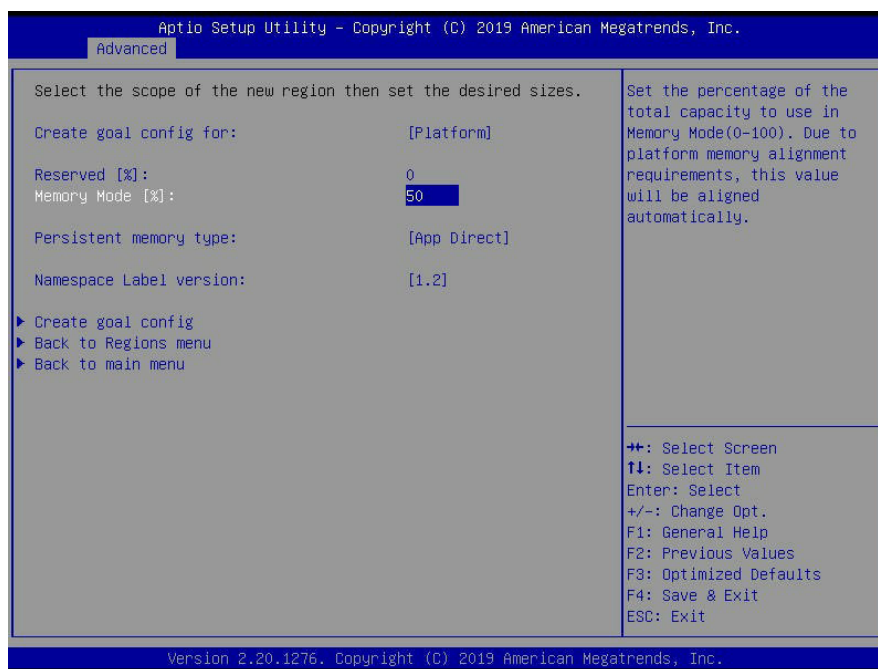 Aptio Setup Utility – Copyright (C) 2019 American Megatrends, Inc.
Advanced
Select the scope of the new region then set the desired sizes.
Create goal config for: [Platform]
Reserved [%]: 0
Memory Mode [%]: 50
Persistent memory type: [App Direct]
Namespace Label version: [1.2]
Create goal config
Back to Regions menu
Back to main menu
Set the percentage of the
total capacity to use in
Memory Mode(0-100). Due to
platform memory alignment
requirements, this value
will be aligned
automatically.
→←: Select Screen
↑↓: Select Item
Enter: Select
+/-: Change Opt.
F1: General Help
F2: Previous Values
F3: Optimized Defaults
F4: Save & Exit
ESC: Exit
Version 2.20.1276. Copyright (C) 2019 American Megatrends, Inc.